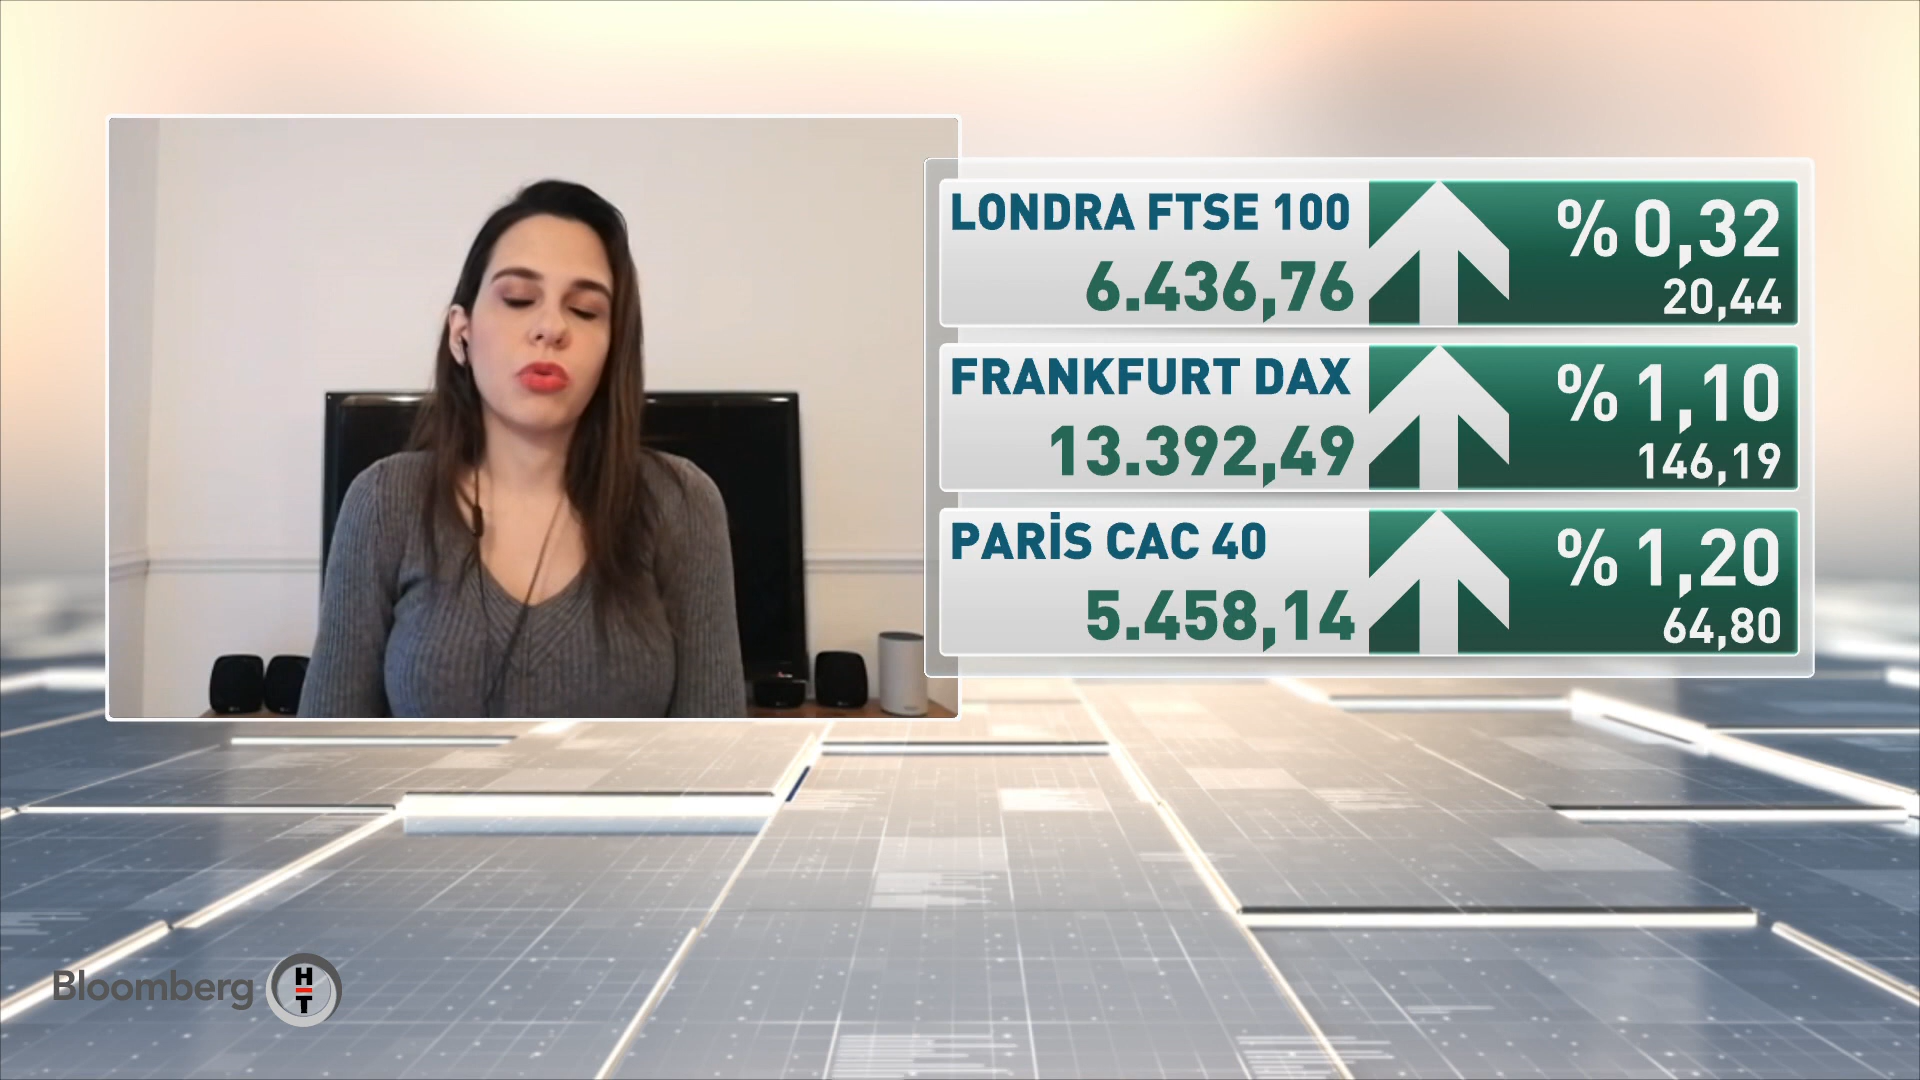 LONDRA FTSE 100
6.436,76
% 0,32
20,44
FRANKFURT DAX
13.392,49
% 1,10
146,19
PARİS CAC 40
5.458,14
% 1,20
64,80
Bloomberg HT